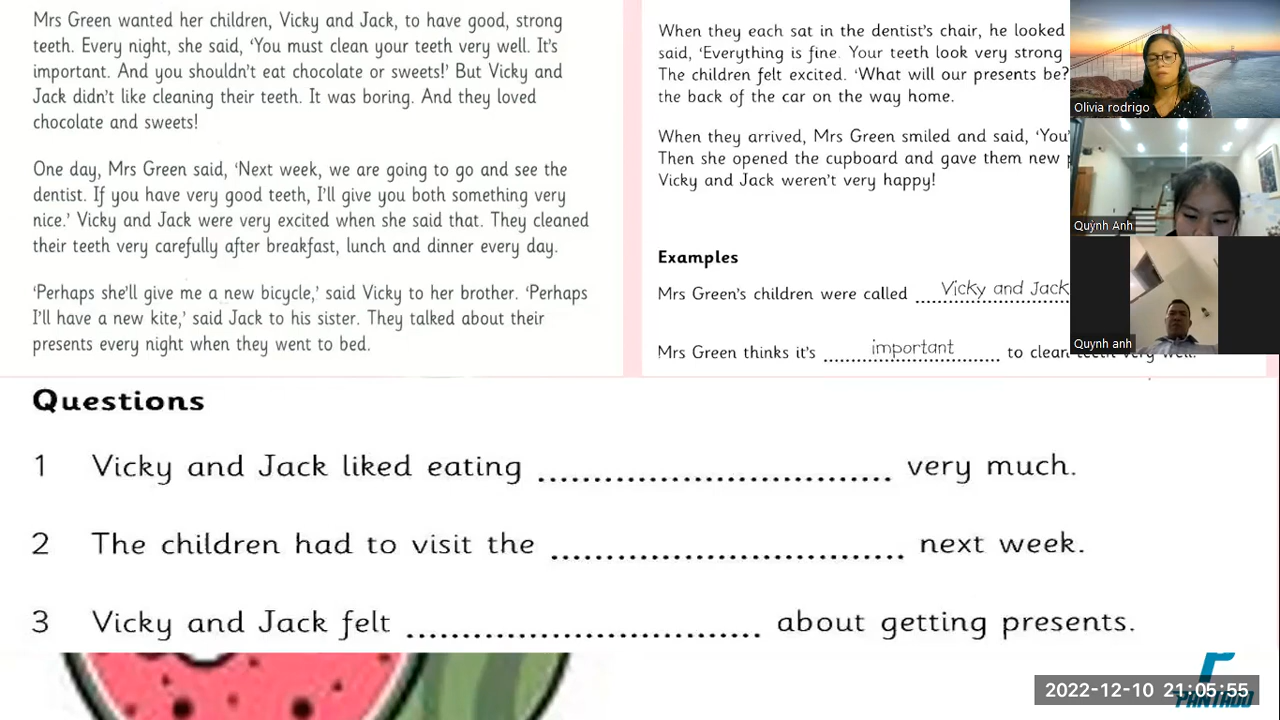 Mrs Green wanted her children, Vicky and Jack, to have good, strong
teeth. Every night, she said, ‘You must clean your teeth very well. It’s
important. And you shouldn’t eat chocolate or sweets!’ But Vicky and
Jack didn’t like cleaning their teeth. It was boring. And they loved
chocolate and sweets!
One day, Mrs Green said, ‘Next week, we are going to go and see the
dentist. If you have very good teeth, I’ll give you both something very
nice.’ Vicky and Jack were very excited when she said that. They cleaned
their teeth very carefully after breakfast, lunch and dinner every day.
‘Perhaps she’ll give me a new bicycle,’ said Vicky to her brother. ‘Perhaps
I’ll have a new kite,’ said Jack to his sister. They talked about their
presents every night when they went to bed.
When they each sat in the dentist’s chair, he looked
said, ‘Everything is fine. Your teeth look very strong
The children felt excited. ‘What will our presents be?
the back of the car on the way home.
When they arrived, Mrs Green smiled and said, ‘You’
Then she opened the cupboard and gave them new
Vicky and Jack weren’t very happy!
Examples
Mrs Green’s children were called Vicky and Jack
Mrs Green thinks it’s important to clean teeth very well.
Olivia rodrigo
Quỳnh Anh
Quynh anh
Questions
1 Vicky and Jack liked eating ........ very much.
2 The children had to visit the ........ next week.
3 Vicky and Jack felt ........ about getting presents.
2022-12-10 21:05:55
PANTADO